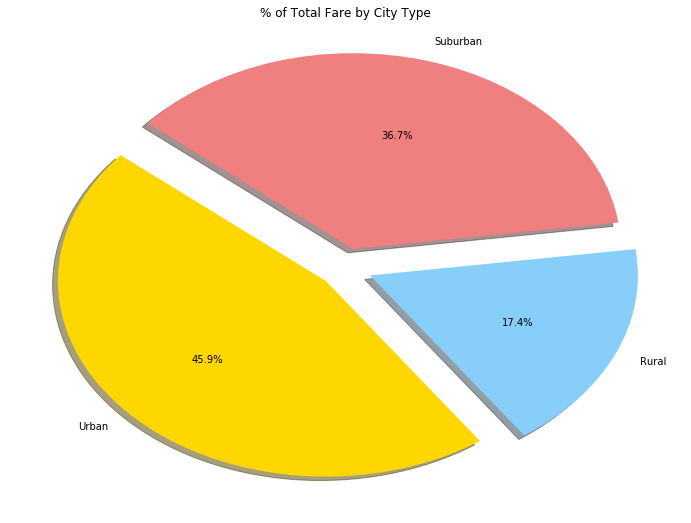 % of Total Fare by City Type
Suburban
36.7%
17.4%
45.9%
Rural
Urban